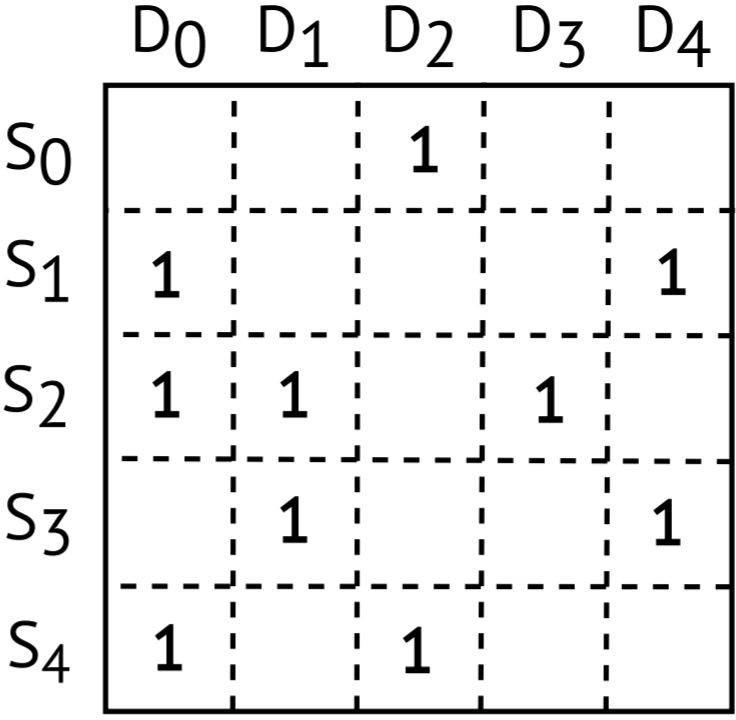 D0 D1 D2 D3 D4
S0 1
S1 1 1
S2 1 1 1
S3 1 1
S4 1 1